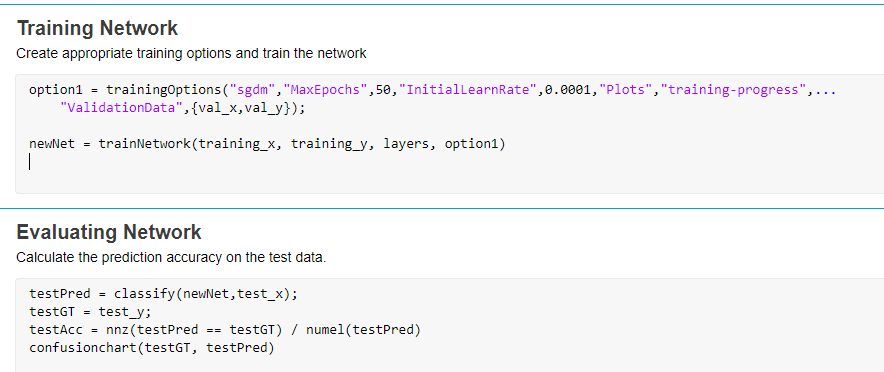 Training Network
Create appropriate training options and train the network
option1 = trainingOptions("sgdm","MaxEpochs",50,"InitialLearnRate",0.0001,"Plots","training-progress",...
"ValidationData",{val_x,val_y});
newNet = trainNetwork(training_x, training_y, layers, option1)
Evaluating Network
Calculate the prediction accuracy on the test data.
testPred = classify(newNet,test_x);
testGT = test_y;
testAcc = nnz(testPred == testGT) / numel(testPred)
confusionchart(testGT, testPred)